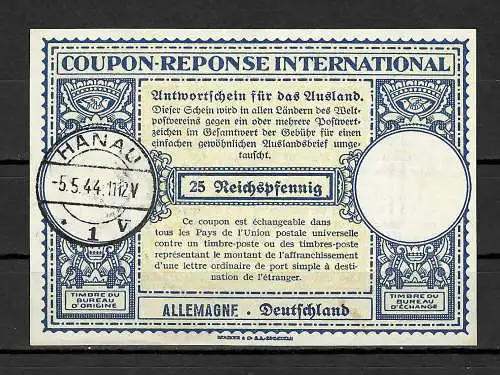 COUPON-REPONSE INTERNATIONAL
Antwortschein für das Ausland.
Dieser Schein wird in allen Ländern des Welt-
postvereins gegen ein oder mehrere Postwert-
zeichen im Gesamtwert der Gebühr für einen
einfachen gewöhnlichen Auslandsbrief umge-
tauscht.
HANAU
-5.5.44.1112V
* 1 V
25 Reichspfennig
Ce coupon est échangeable dans
tous les Pays de l'Union postale universelle
contre un timbre-poste ou des timbres-poste
représentant le montant de l'affranchissement
d'une lettre ordinaire de port simple à desti-
nation de l'étranger.
TIMBRE DU
BUREAU
D'ORIGINE
TIMBRE DU
BUREAU
D'ÉCHANGE
ALLEMAGNE · Deutschland